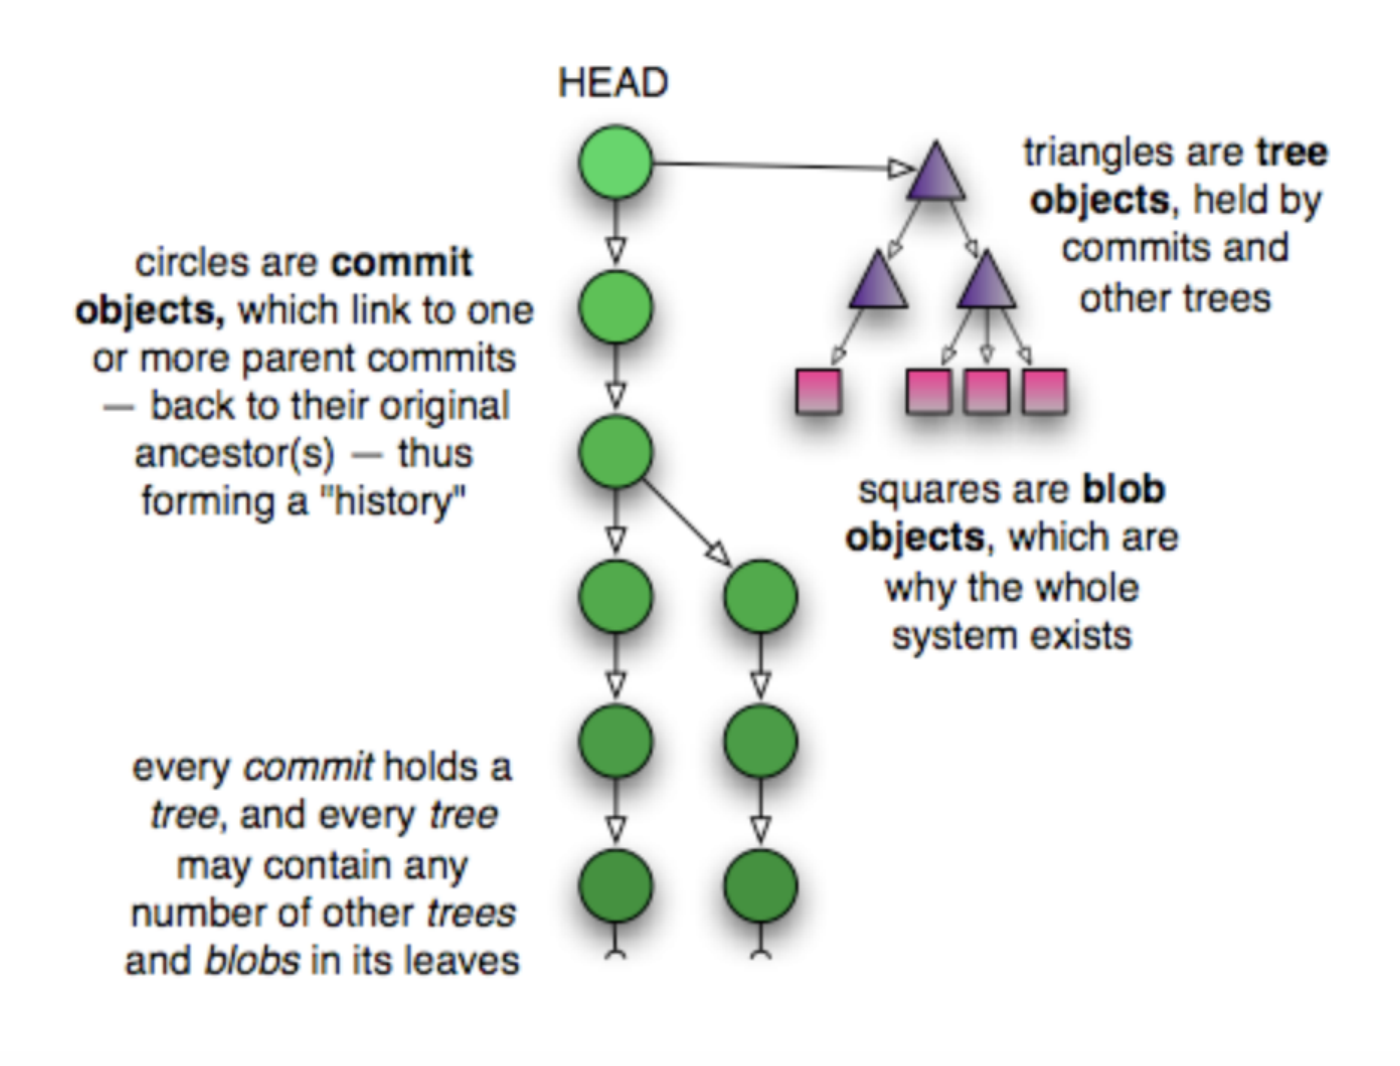 HEAD
triangles are tree
objects, held by
commits and
other trees
circles are commit
objects, which link to one
or more parent commits
— back to their original
ancestor(s) — thus
forming a "history"
squares are blob
objects, which are
why the whole
system exists
every commit holds a
tree, and every tree
may contain any
number of other trees
and blobs in its leaves